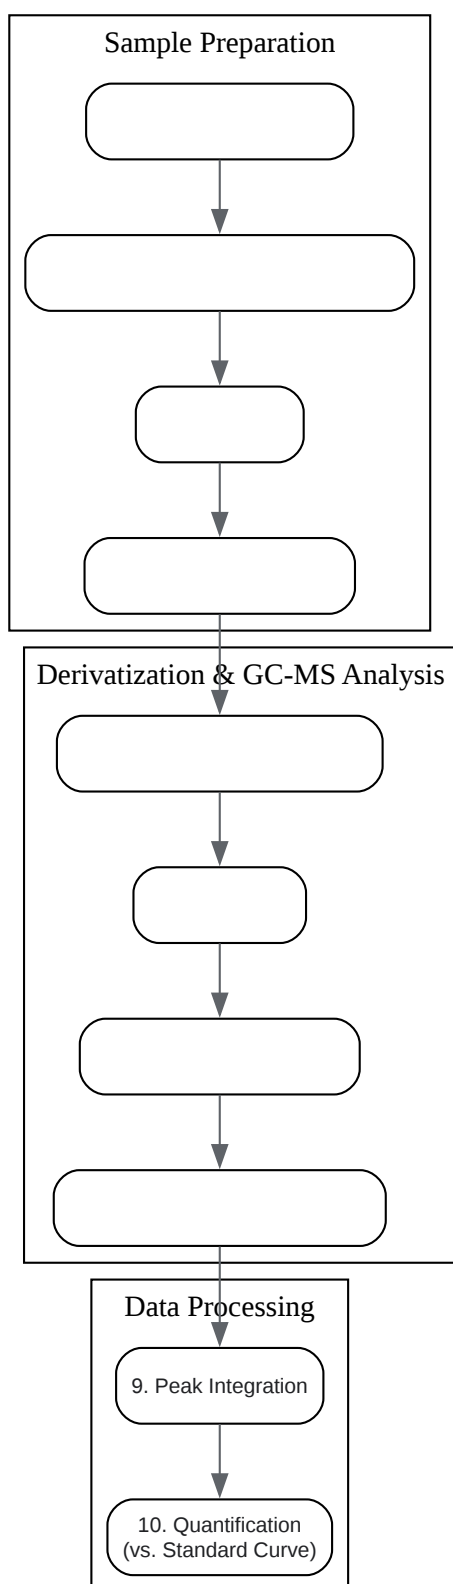 Sample Preparation
Derivatization & GC-MS Analysis
Data Processing
9. Peak Integration
10. Quantification
(vs. Standard Curve)